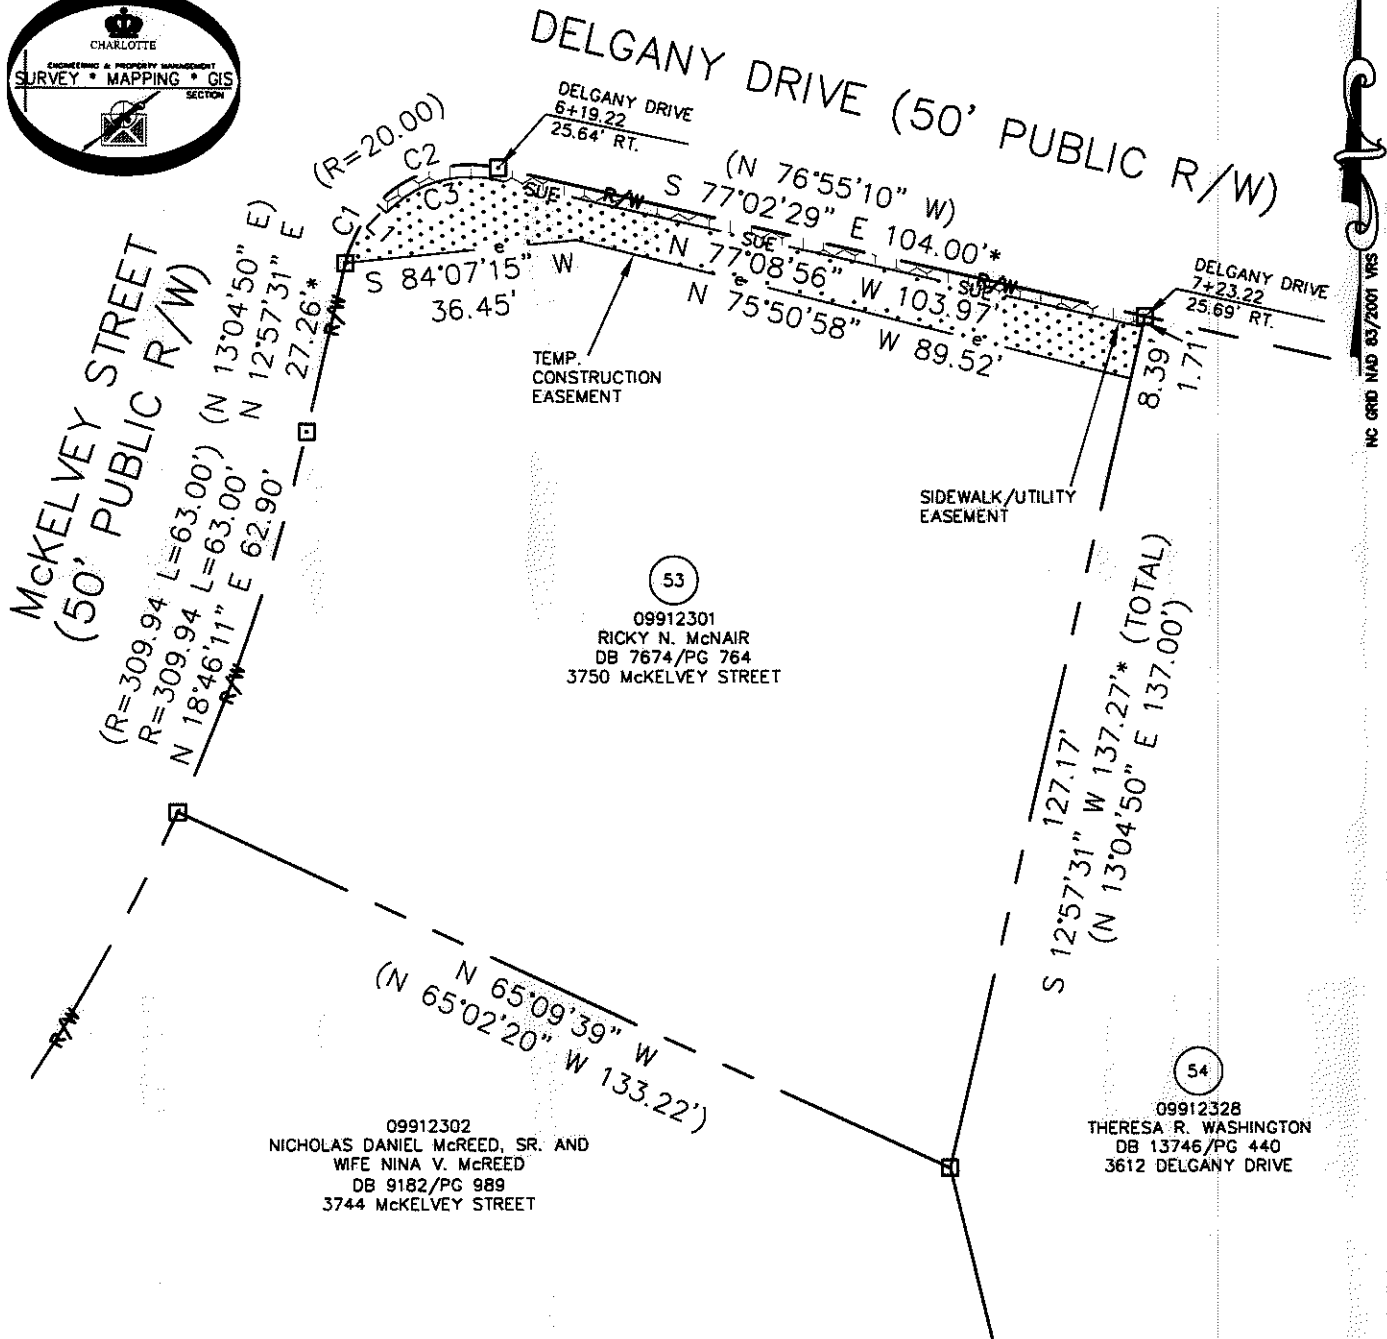 CHARLOTTE
ENGINEERING & PROPERTY MANAGEMENT
SURVEY * MAPPING * GIS
SECTION
DELGANY DRIVE (50' PUBLIC R/W)
DELGANY DRIVE
6+19.22
25.64' RT.
(R=20.00)
C2
C3
C1
L1
SUE
R/W
(N 76°55'10" W)
S 77°02'29" E 104.00'*
SUE
N 77°08'56" W 103.97'
SUE
R/W
e
N 75°50'58" W 89.52'
e
e
S 84°07'15" W
36.45'
DELGANY DRIVE
7+23.22
25.69' RT.
8.39'
1.71'
NC GRID NAD 83/2001 VRS
TEMP.
CONSTRUCTION
EASEMENT
SIDEWALK/UTILITY
EASEMENT
McKELVEY STREET
(50' PUBLIC R/W)
(N 13°04'50" E)
N 12°57'31" E
27.26'*
R/W
(R=309.94 L=63.00')
R=309.94 L=63.00'
N 18°46'11" E 62.90'
R/W
53
09912301
RICKY N. McNAIR
DB 7674/PG 764
3750 McKELVEY STREET
127.17'
S 12°57'31" W 137.27'* (TOTAL)
(N 13°04'50" E 137.00')
N 65°09'39" W
(N 65°02'20" W 133.22')
R/W
54
09912328
THERESA R. WASHINGTON
DB 13746/PG 440
3612 DELGANY DRIVE
09912302
NICHOLAS DANIEL McREED, SR. AND
WIFE NINA V. McREED
DB 9182/PG 989
3744 McKELVEY STREET